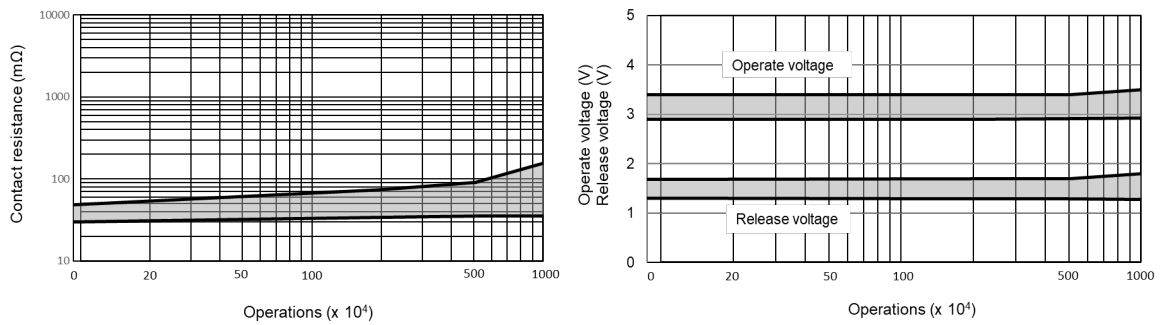 10000
1000
100
10
Contact resistance (mΩ)
0 20 50 100 500 1000
Operations (x 10⁴)
5
4
3
2
1
0
Operate voltage (V)
Release voltage (V)
Operate voltage
Release voltage
0 20 50 100 500 1000
Operations (x 10⁴)